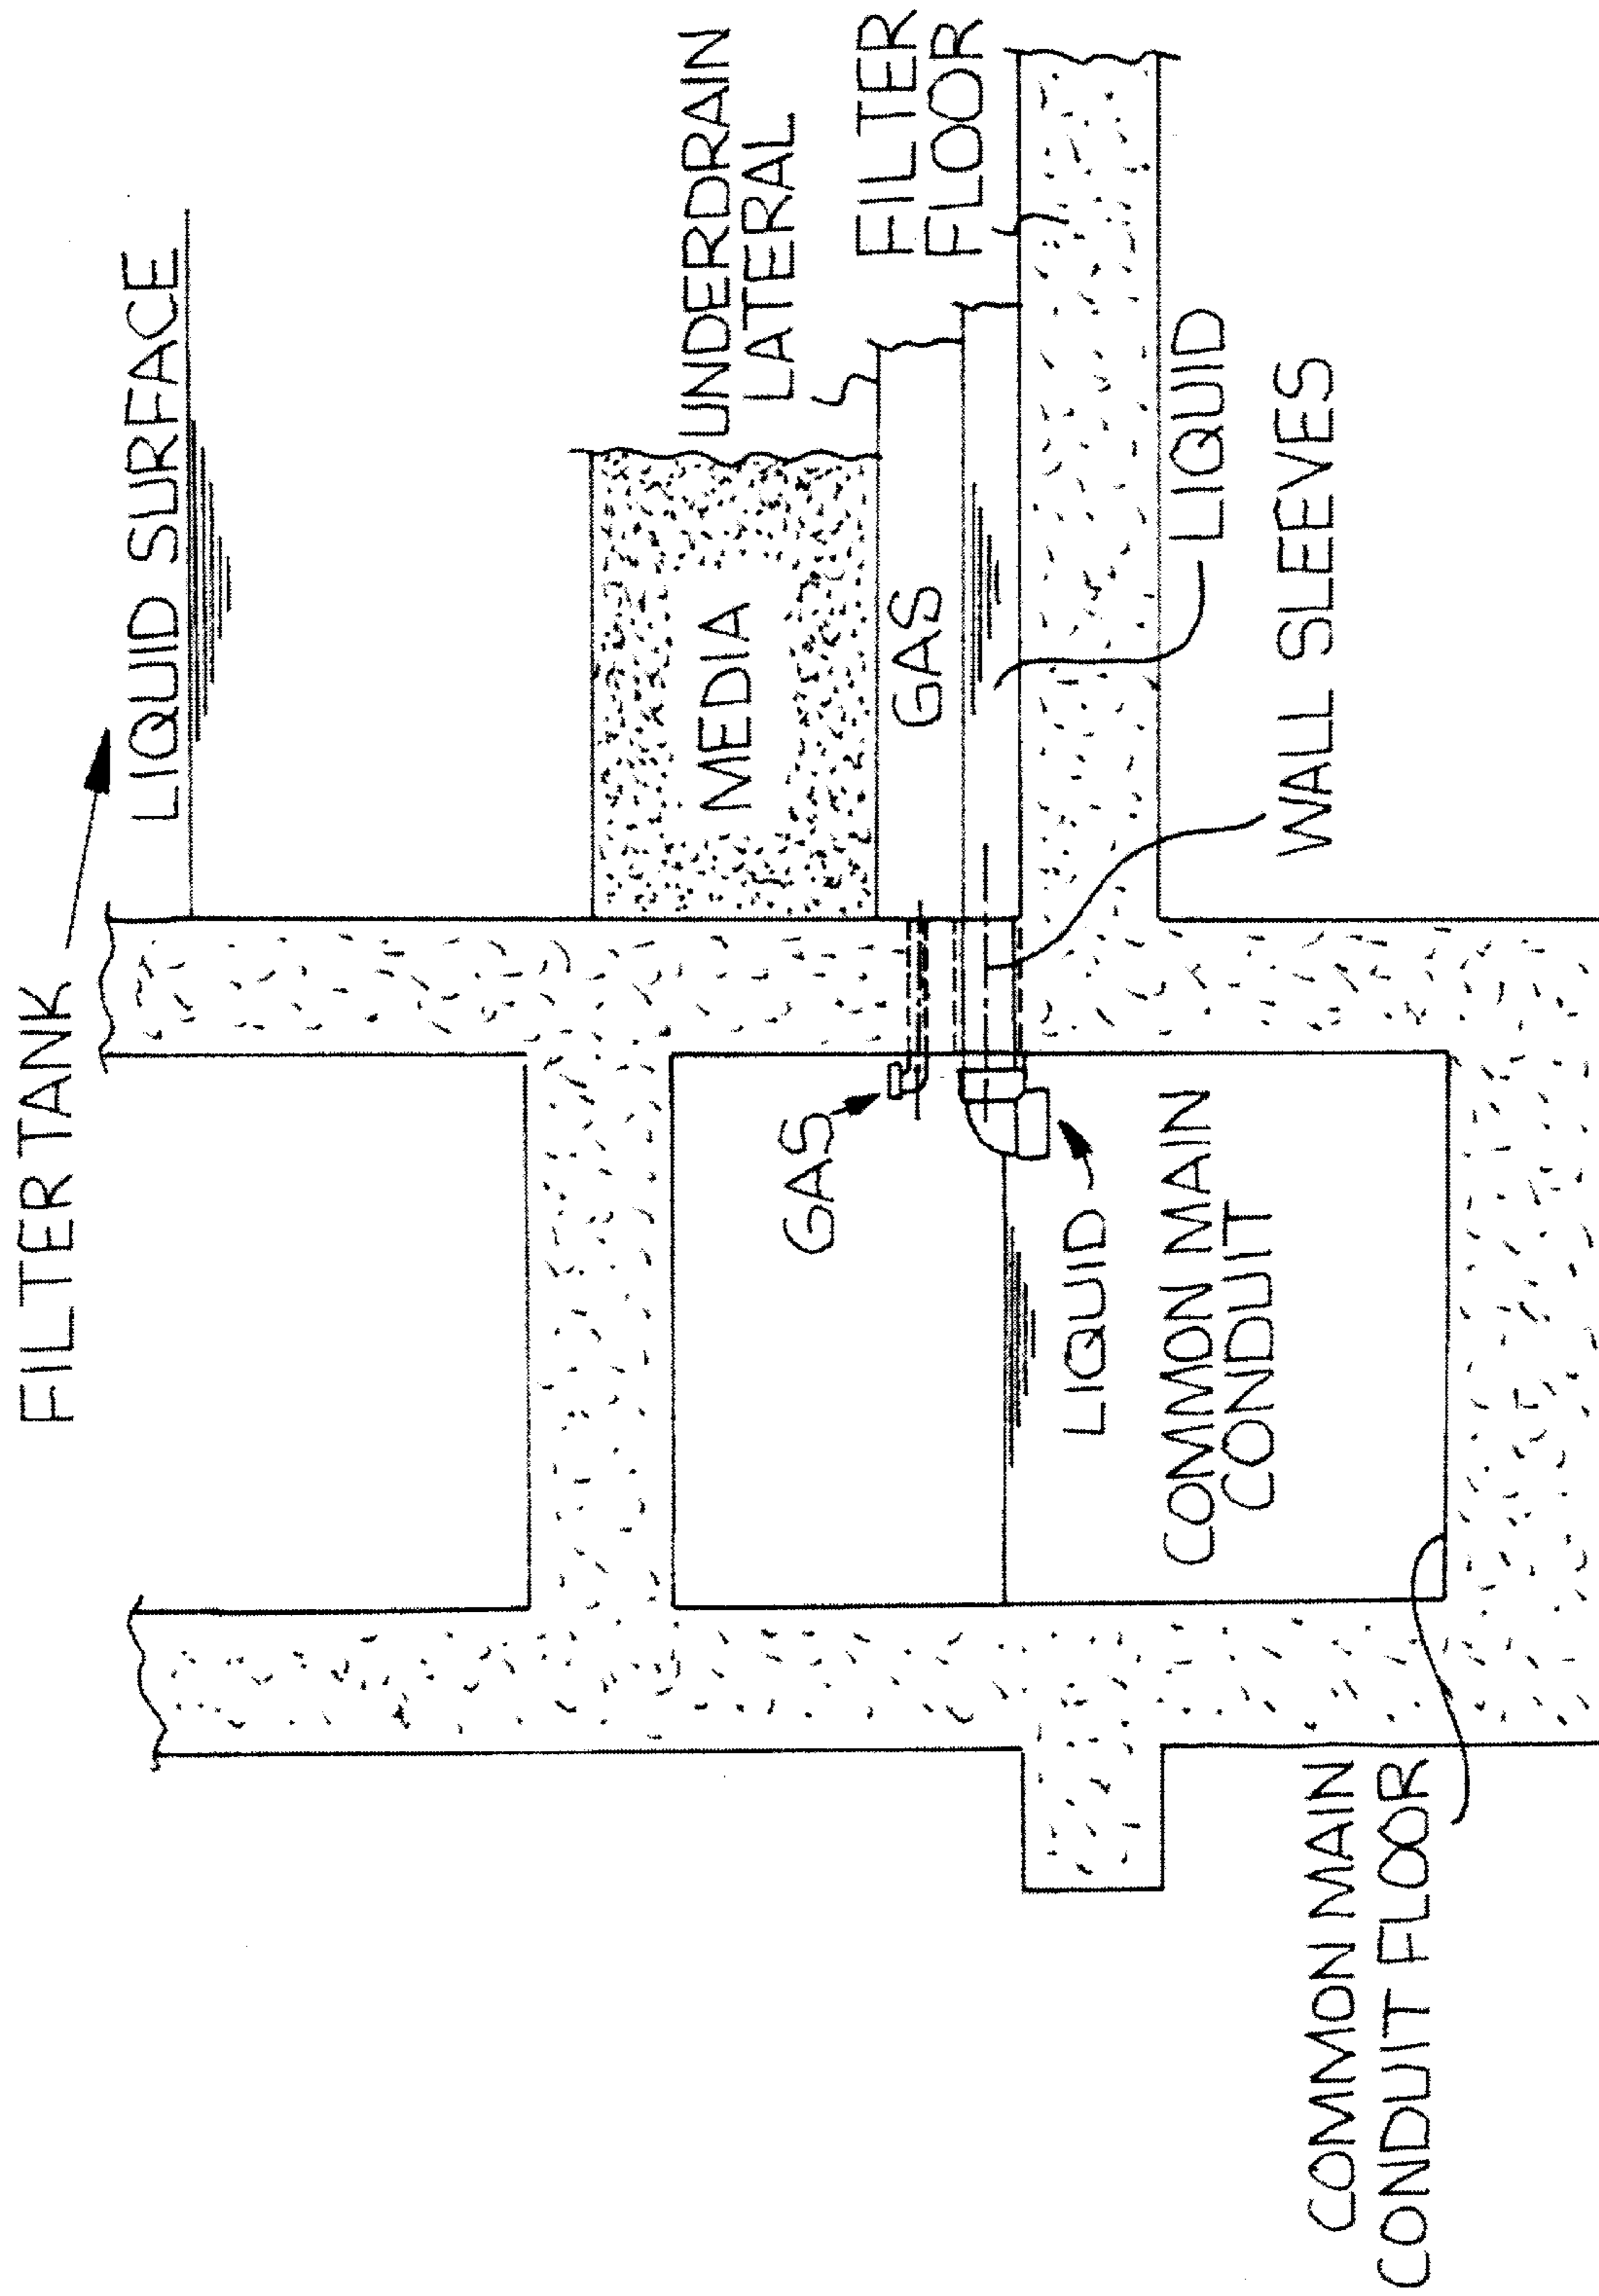 FILTER TANK
LIQUID SURFACE
UNDERDRAIN
LATERAL
MEDIA
FILTER
FLOOR
GAS
GAS
LIQUID
LIQUID
COMMON MAIN
CONDUIT
WALL SLEEVES
COMMON MAIN
CONDUIT FLOOR